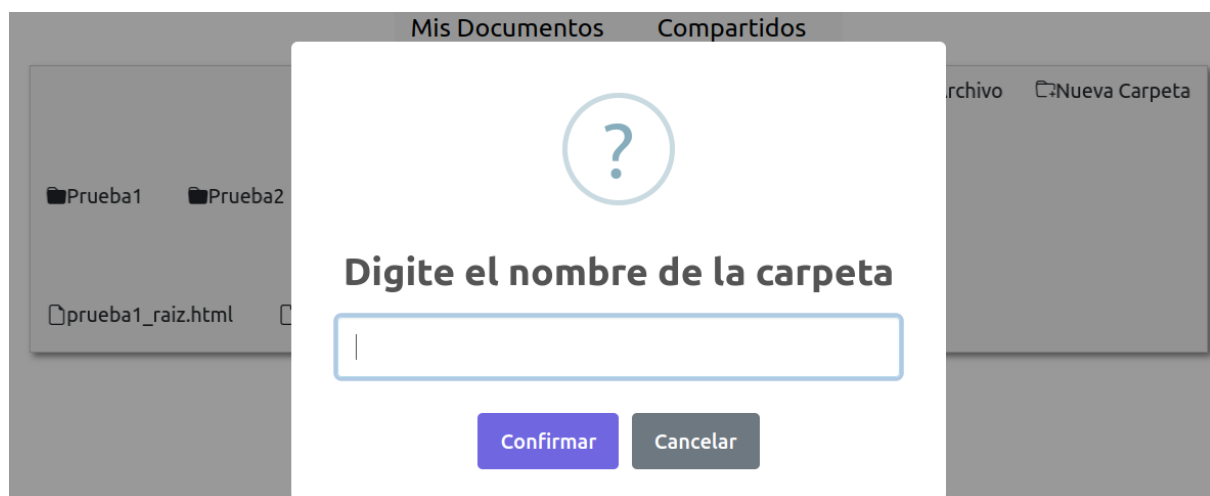 Mis Documentos Compartidos
rchivo Nueva Carpeta
?
Prueba1 Prueba2
Digite el nombre de la carpeta
prueba1_raiz.html
Confirmar Cancelar